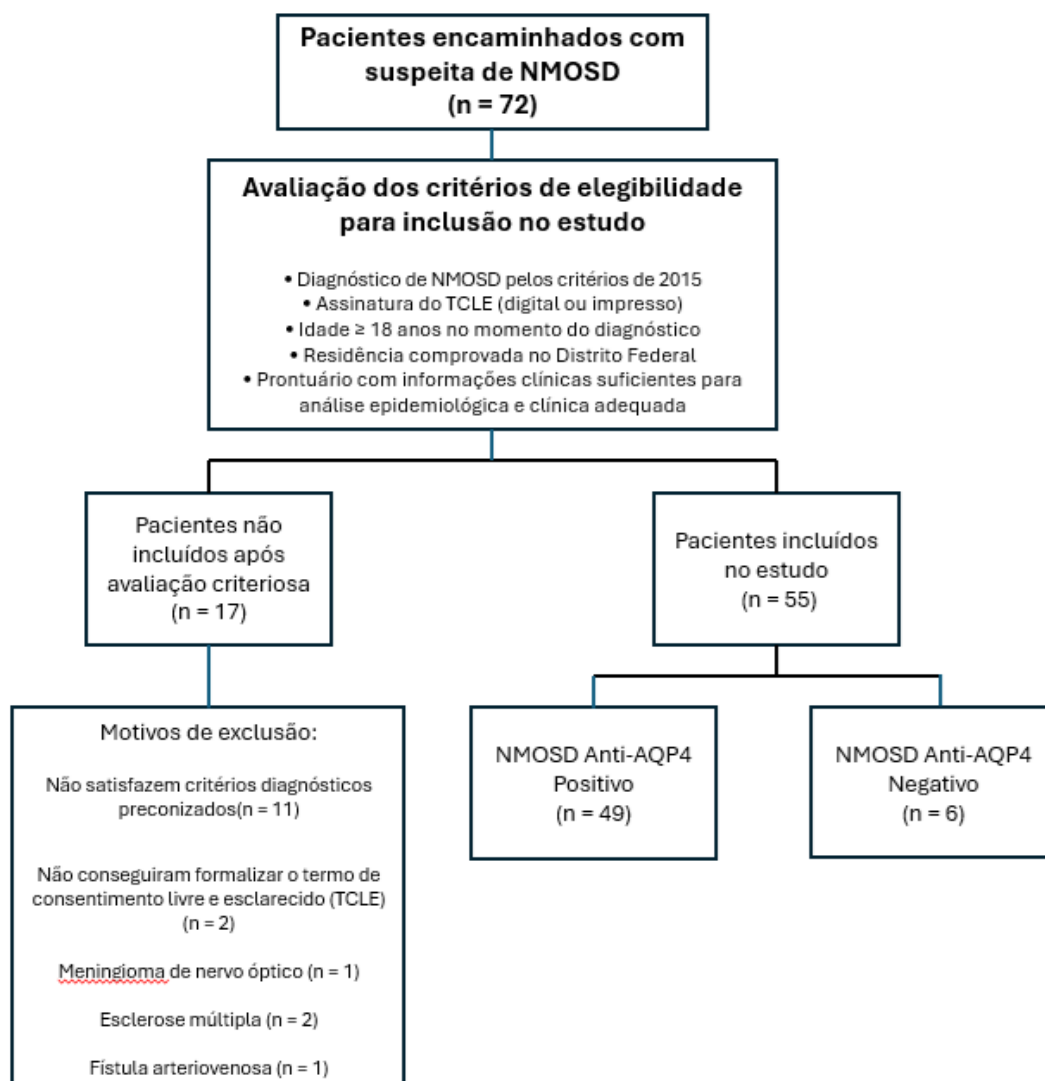 Pacientes encaminhados com
suspeita de NMOSD
(n = 72)
Avaliação dos critérios de elegibilidade
para inclusão no estudo
• Diagnóstico de NMOSD pelos critérios de 2015
• Assinatura do TCLE (digital ou impresso)
• Idade ≥ 18 anos no momento do diagnóstico
• Residência comprovada no Distrito Federal
• Prontuário com informações clínicas suficientes para
análise epidemiológica e clínica adequada
Pacientes não
incluídos após
avaliação criteriosa
(n = 17)
Pacientes incluídos
no estudo
(n = 55)
Motivos de exclusão:
Não satisfazem critérios diagnósticos
preconizados(n = 11)
Não conseguiram formalizar o termo de
consentimento livre e esclarecido (TCLE)
(n = 2)
Meningioma de nervo óptico (n = 1)
Esclerose múltipla (n = 2)
Fístula arteriovenosa (n = 1)
NMOSD Anti-AQP4
Positivo
(n = 49)
NMOSD Anti-AQP4
Negativo
(n = 6)